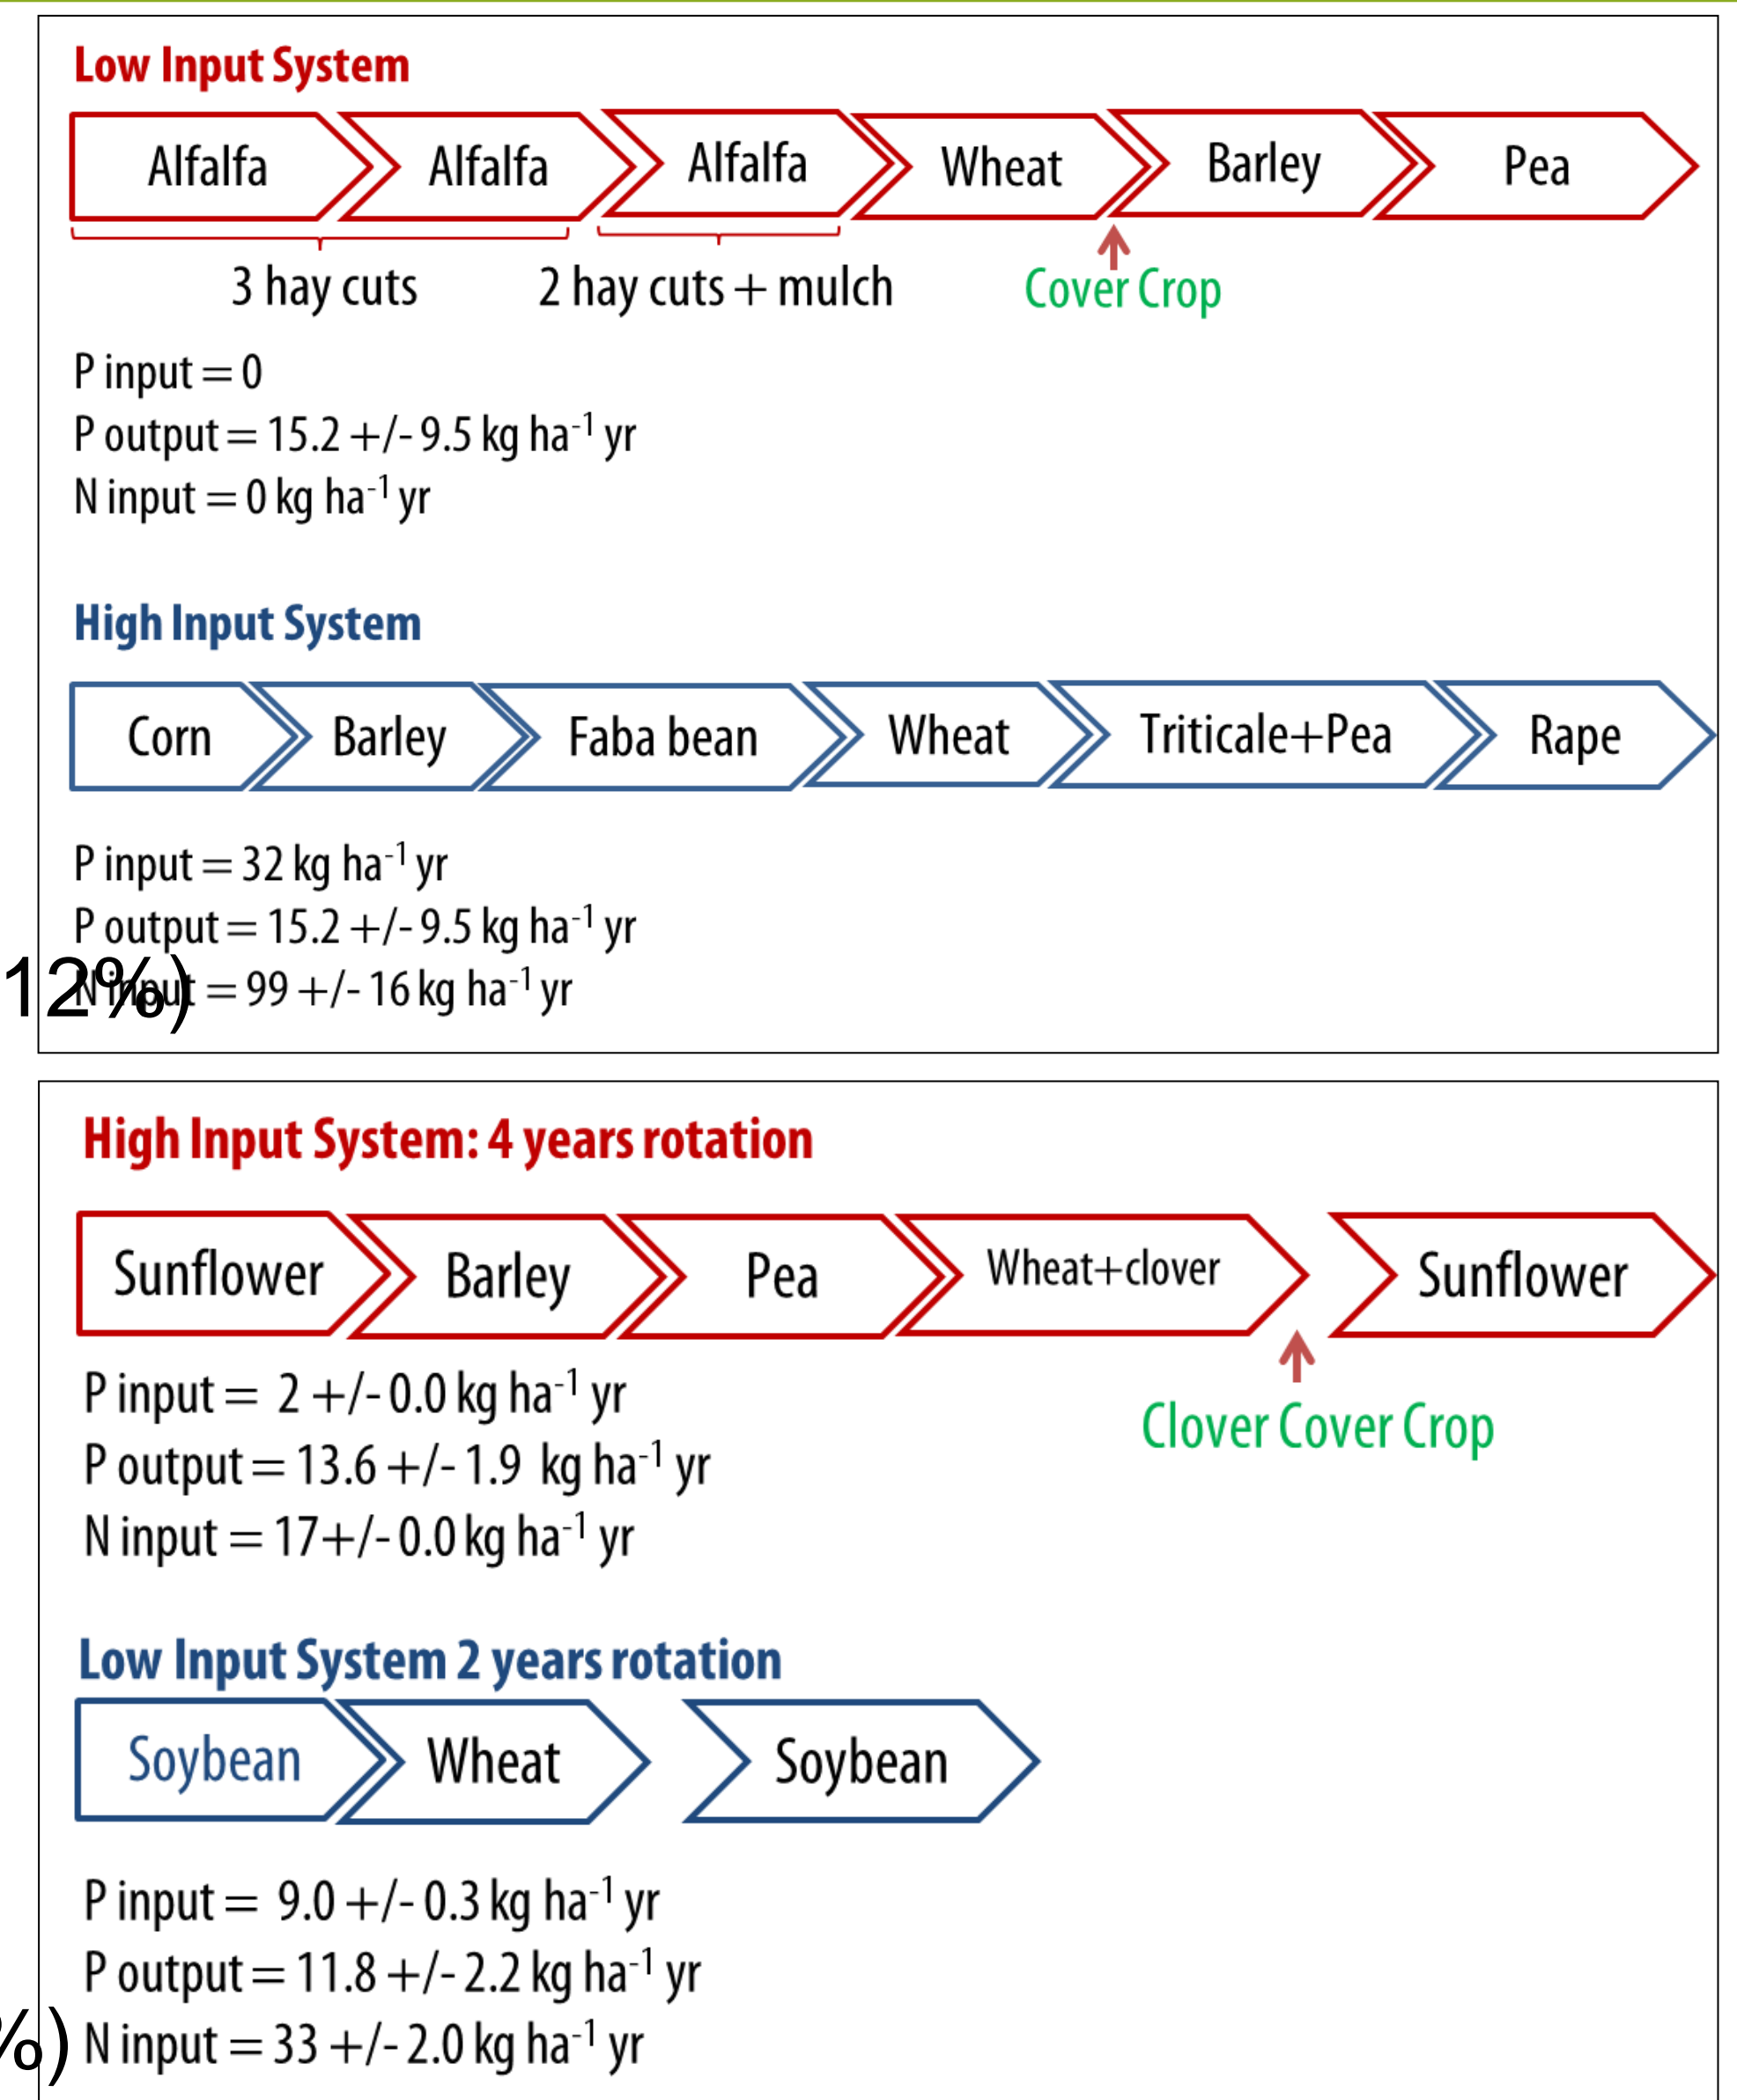 Low Input System
Alfalfa Alfalfa Alfalfa Wheat Barley Pea
3 hay cuts 2 hay cuts + mulch Cover Crop
P input = 0
P output = 15.2 +/- 9.5 kg ha-1 yr
N input = 0 kg ha-1 yr
High Input System
Corn Barley Faba bean Wheat Triticale+Pea Rape
P input = 32 kg ha-1 yr
P output = 15.2 +/- 9.5 kg ha-1 yr
12%)
N input = 99 +/- 16 kg ha-1 yr
High Input System: 4 years rotation
Sunflower Barley Pea Wheat+clover Sunflower
Clover Cover Crop
P input = 2 +/- 0.0 kg ha-1 yr
P output = 13.6 +/- 1.9 kg ha-1 yr
N input = 17+/- 0.0 kg ha-1 yr
Low Input System 2 years rotation
Soybean Wheat Soybean
P input = 9.0 +/- 0.3 kg ha-1 yr
P output = 11.8 +/- 2.2 kg ha-1 yr
%)
N input = 33 +/- 2.0 kg ha-1 yr